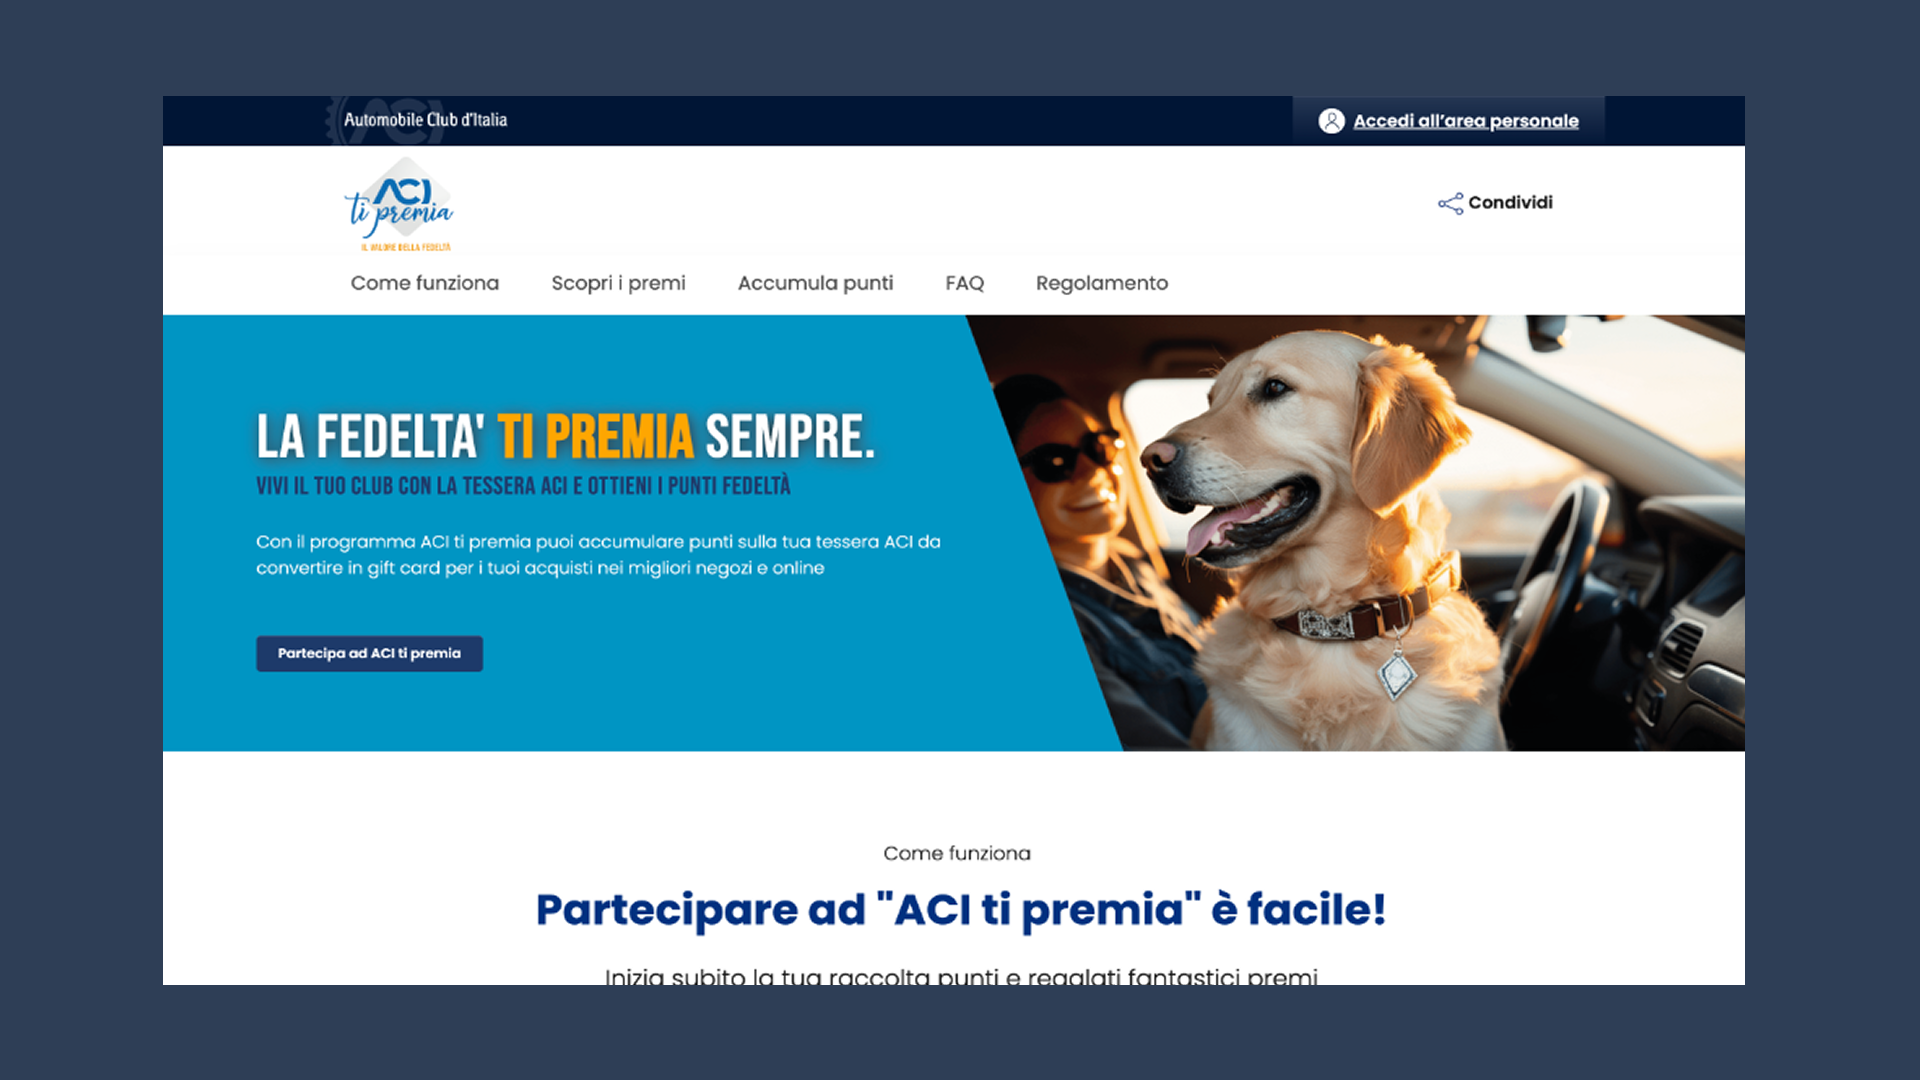 Automobile Club d'Italia
Accedi all'area personale
ACI
ti premia
IL VALORE DELLA FEDELTÀ
Condividi
Come funziona
Scopri i premi
Accumula punti
FAQ
Regolamento
LA FEDELTA' TI PREMIA SEMPRE.
VIVI IL TUO CLUB CON LA TESSERA ACI E OTTIENI I PUNTI FEDELTÀ
Con il programma ACI ti premia puoi accumulare punti sulla tua tessera ACI da
convertire in gift card per i tuoi acquisti nei migliori negozi e online
Partecipa ad ACI ti premia
Come funziona
Partecipare ad "ACI ti premia" è facile!
Inizia subito la tua raccolta punti e regalati fantastici premi